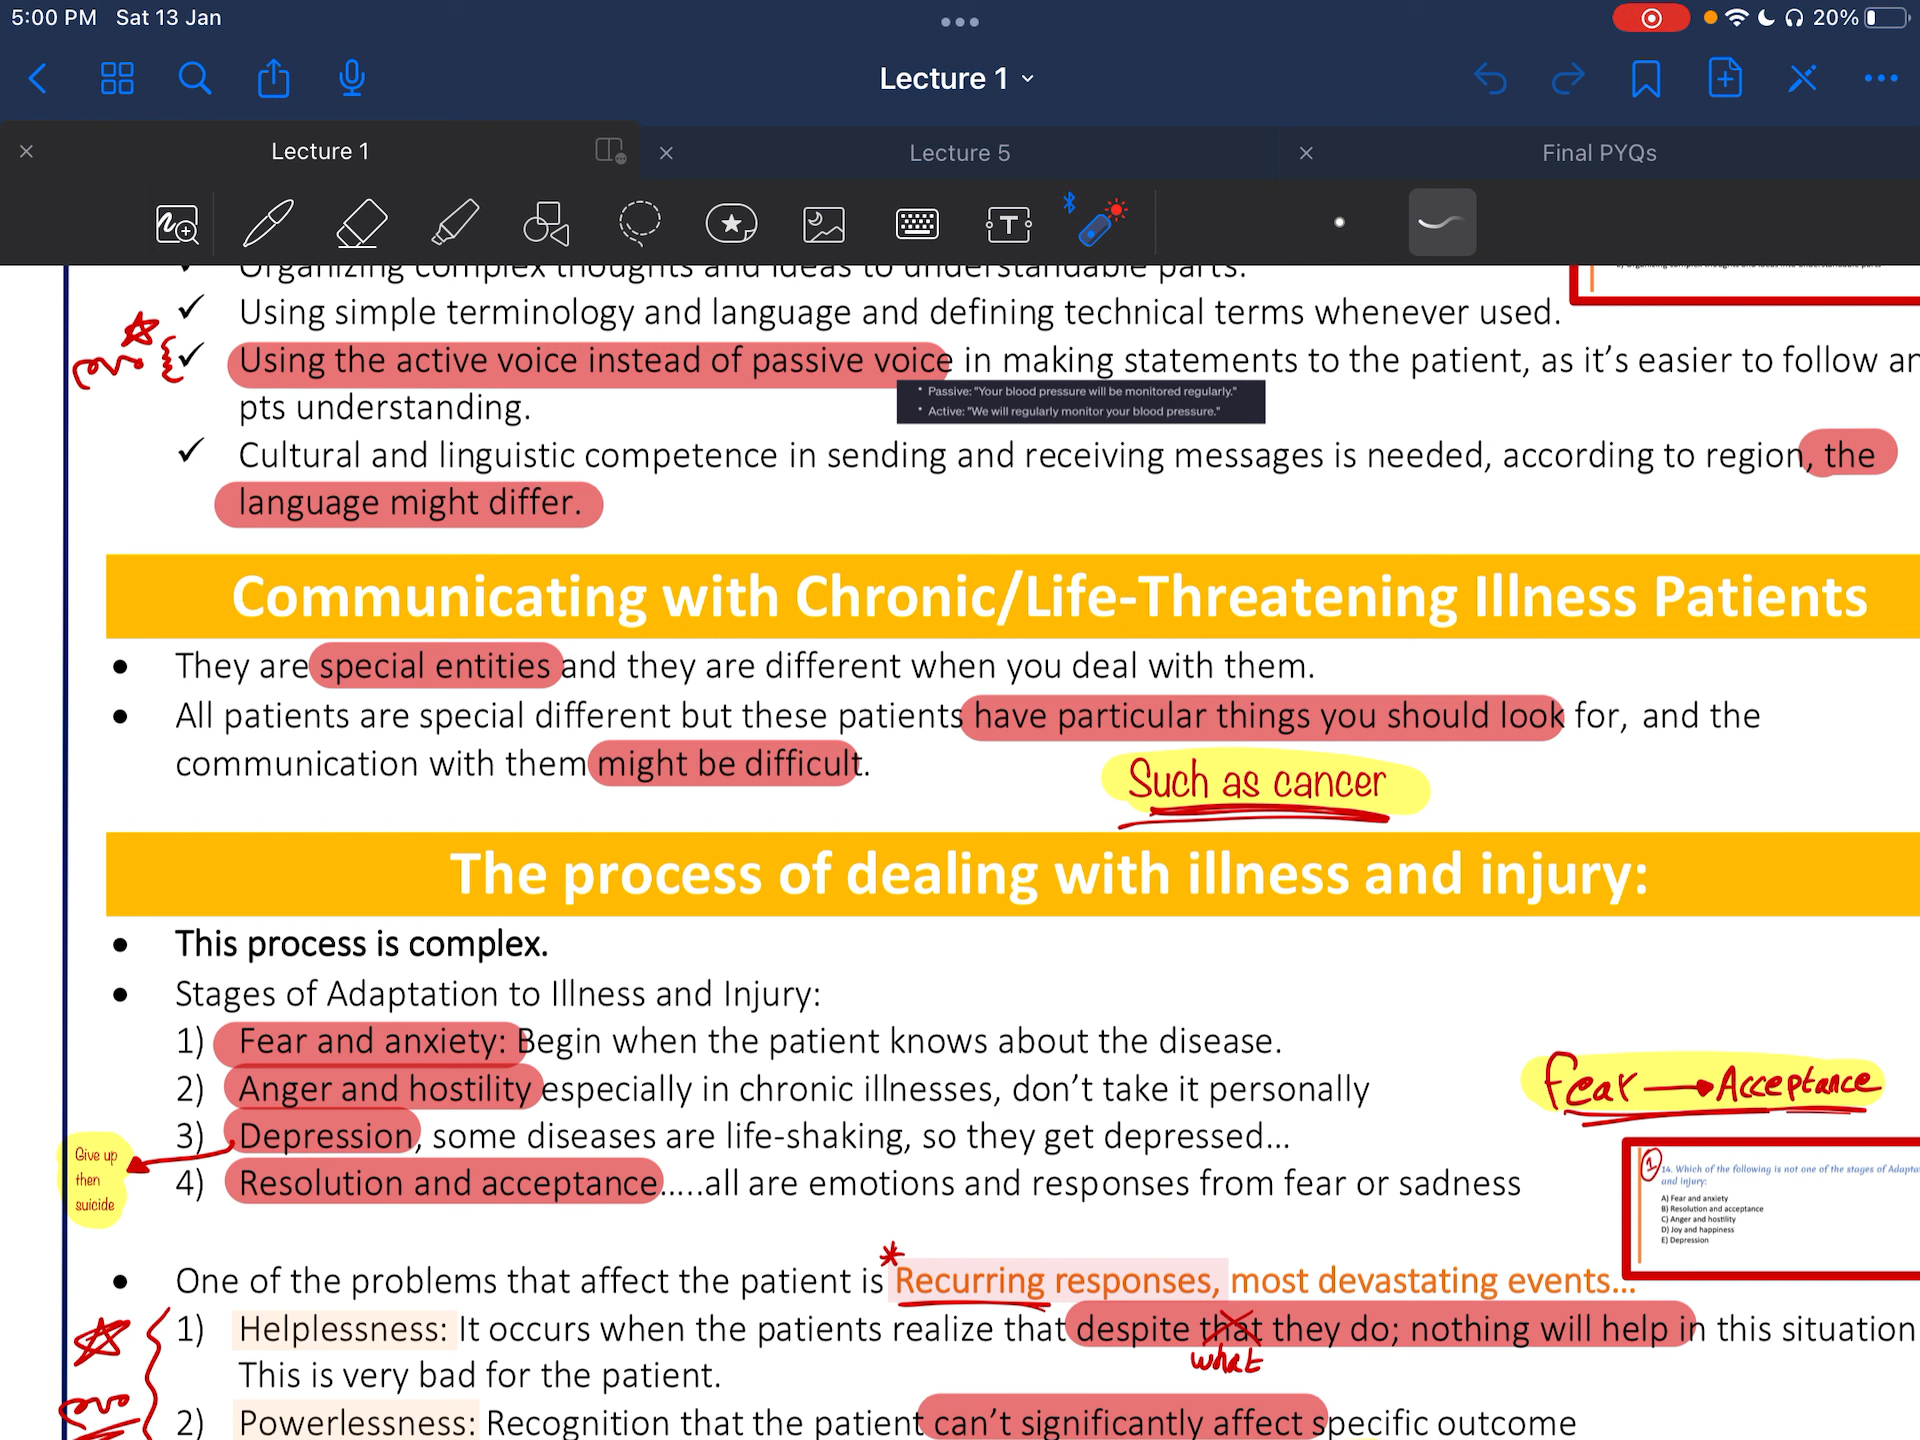 5:00 PM Sat 13 Jan
20%
Lecture 1
Lecture 1
Lecture 5
Final PYQs
Organizing complex thoughts and ideas to understandable parts.
✓ Using simple terminology and language and defining technical terms whenever used.
✓ Using the active voice instead of passive voice in making statements to the patient, as it's easier to follow an
• Passive: "Your blood pressure will be monitored regularly."
pts understanding.
• Active: "We will regularly monitor your blood pressure."
✓ Cultural and linguistic competence in sending and receiving messages is needed, according to region, the
language might differ.
Communicating with Chronic/Life-Threatening Illness Patients
• They are special entities and they are different when you deal with them.
• All patients are special different but these patients have particular things you should look for, and the
communication with them might be difficult.
Such as cancer
The process of dealing with illness and injury:
• This process is complex.
• Stages of Adaptation to Illness and Injury:
1) Fear and anxiety: Begin when the patient knows about the disease.
2) Anger and hostility especially in chronic illnesses, don't take it personally
Fear → Acceptance
3) Depression, some diseases are life-shaking, so they get depressed...
Give up
then
suicide
4) Resolution and acceptance.....all are emotions and responses from fear or sadness
1
14. Which of the following is not one of the stages of Adapta
and injury:
A) Fear and anxiety
B) Resolution and acceptance
C) Anger and hostility
D) Joy and happiness
E) Depression
• One of the problems that affect the patient is Recurring responses, most devastating events...
1) Helplessness: It occurs when the patients realize that despite that they do; nothing will help in this situation
what
This is very bad for the patient.
2) Powerlessness: Recognition that the patient can't significantly affect specific outcome